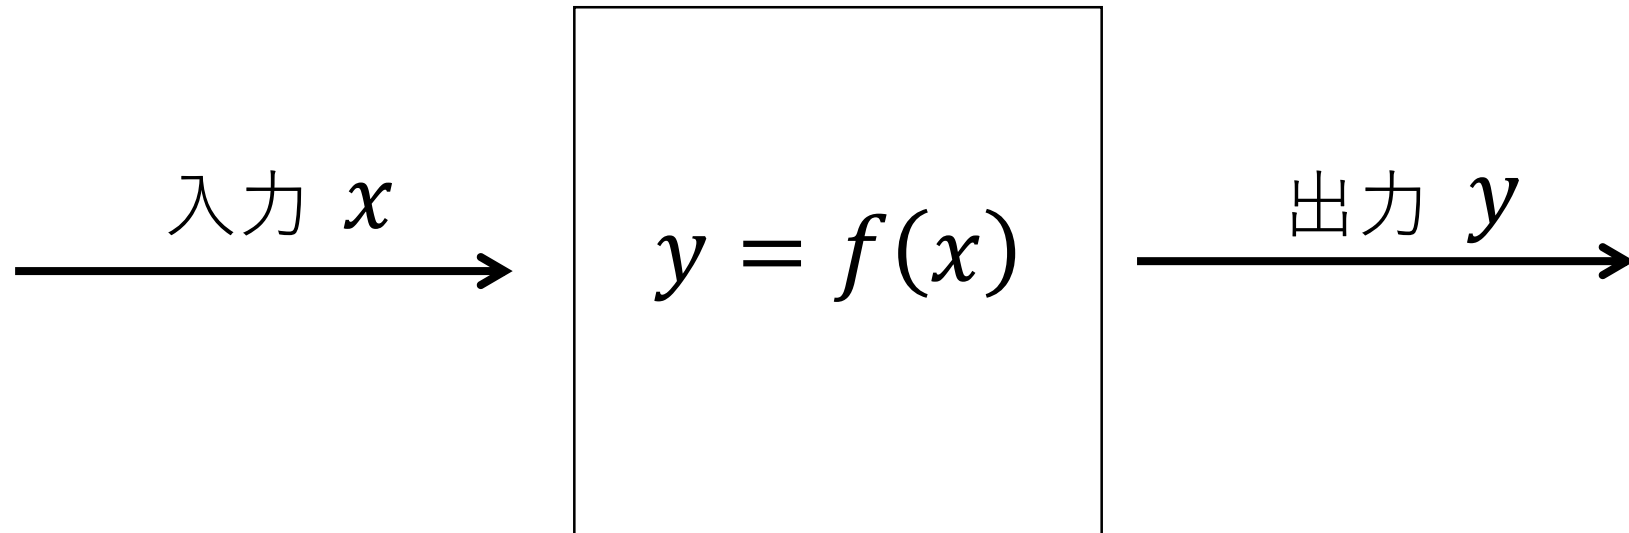 入力 x
y = f(x)
出力 y